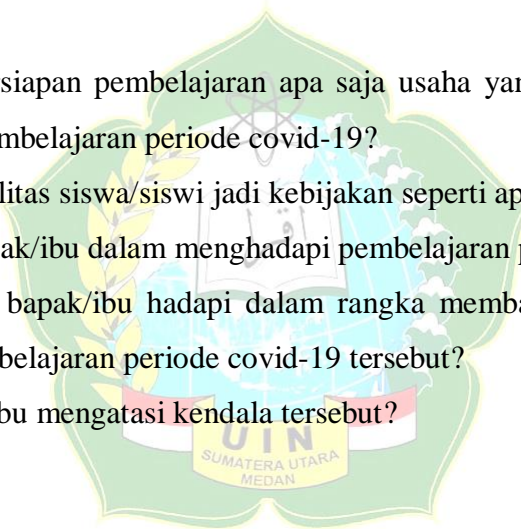 rsiapan pembelajaran apa saja usaha yan
mbelajaran periode covid-19?
litas siswa/siswi jadi kebijakan seperti ap
ak/ibu dalam menghadapi pembelajaran p
bapak/ibu hadapi dalam rangka memba
belajaran periode covid-19 tersebut?
bu mengatasi kendala tersebut?
UIN
SUMATERA UTARA
MEDAN